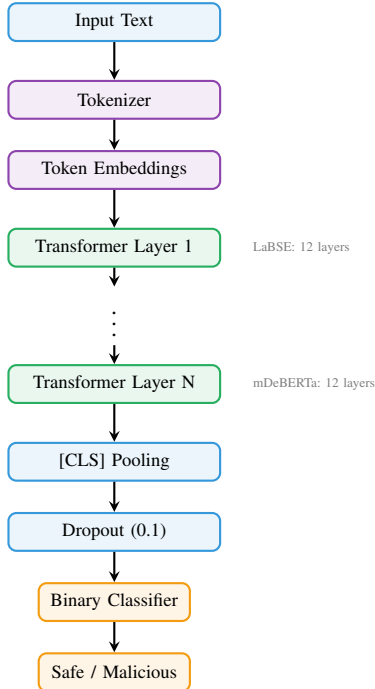 Input Text
Tokenizer
Token Embeddings
Transformer Layer 1
LaBSE: 12 layers
Transformer Layer N
mDeBERTa: 12 layers
[CLS] Pooling
Dropout (0.1)
Binary Classifier
Safe / Malicious